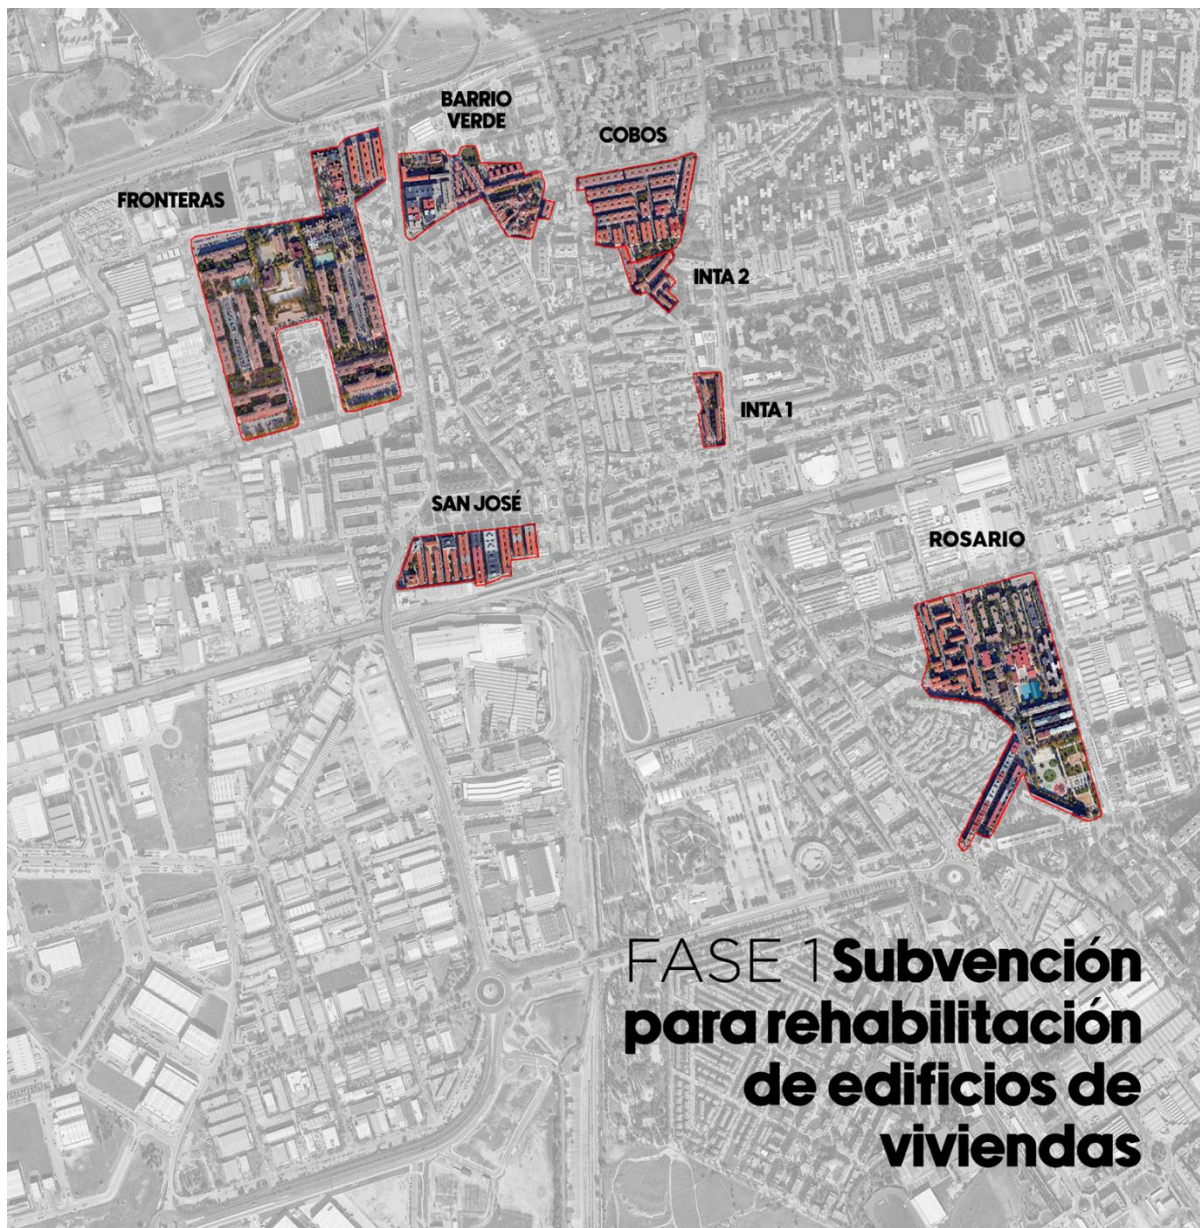 BARRIO
VERDE
COBOS
FRONTERAS
INTA 2
INTA 1
SAN JOSÉ
ROSARIO
FASE 1 Subvención
para rehabilitación
de edificios de
viviendas